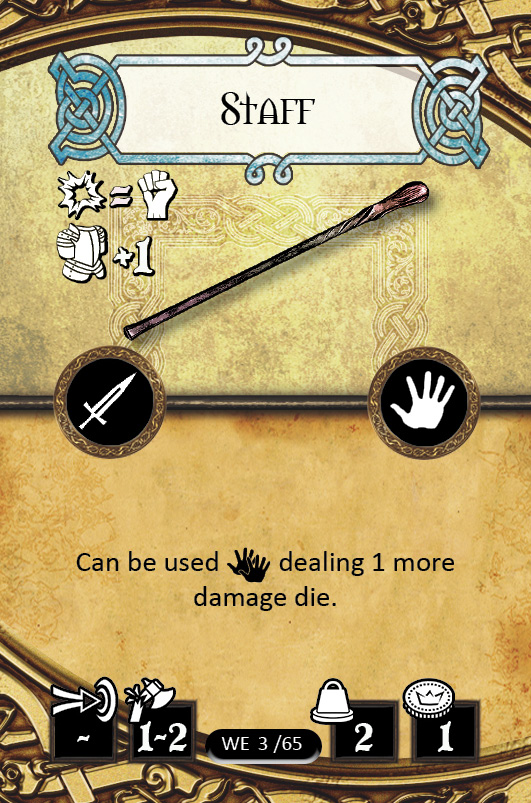 Staff
=
+1
Can be used dealing 1 more
damage die.
- 1-2 WE 3 /65 2 1